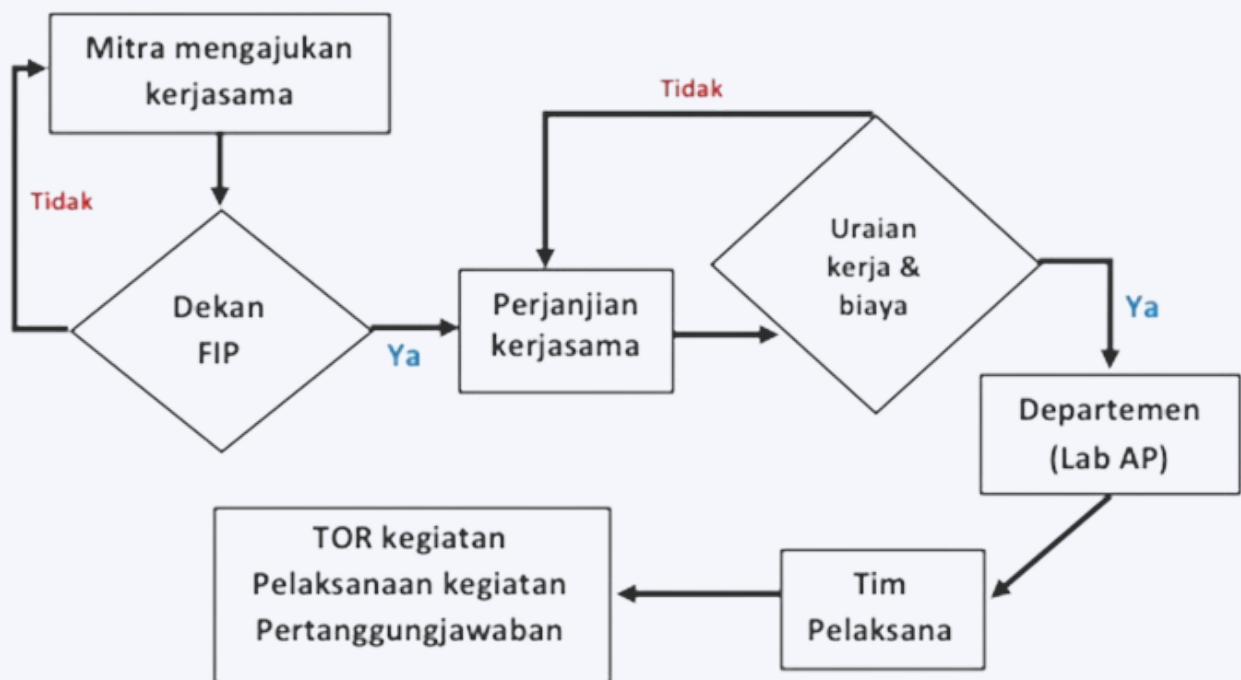 Mitra mengajukan
kerjasama
Tidak
Tidak
Dekan
FIP
Ya
Perjanjian
kerjasama
Uraian
kerja &
biaya
Ya
Departemen
(Lab AP)
Tim
Pelaksana
TOR kegiatan
Pelaksanaan kegiatan
Pertanggungjawaban